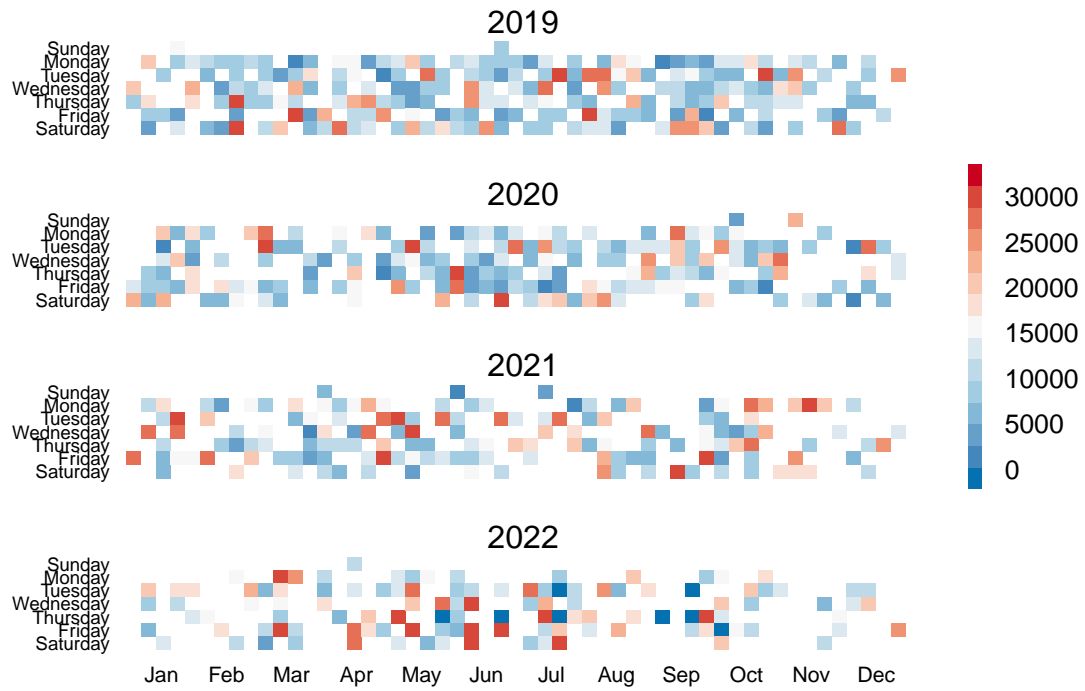 2019
Sunday
Monday
Tuesday
Wednesday
Thursday
Friday
Saturday
2020
Sunday
Monday
Tuesday
Wednesday
Thursday
Friday
Saturday
2021
Sunday
Monday
Tuesday
Wednesday
Thursday
Friday
Saturday
2022
Sunday
Monday
Tuesday
Wednesday
Thursday
Friday
Saturday
Jan Feb Mar Apr May Jun Jul Aug Sep Oct Nov Dec
30000
25000
20000
15000
10000
5000
0